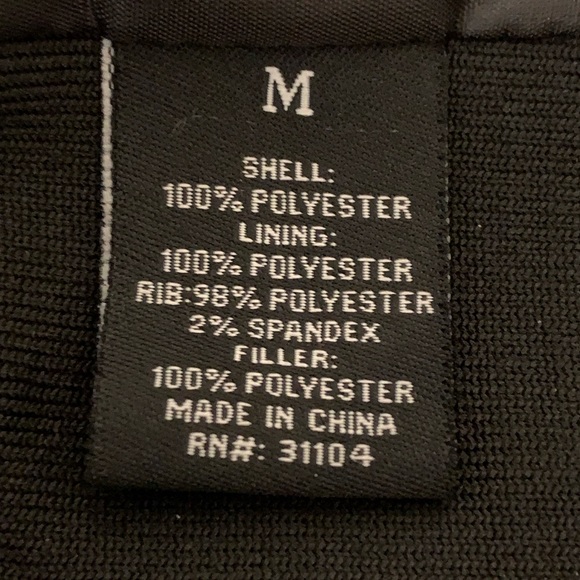 M
SHELL:
100% POLYESTER
LINING:
100% POLYESTER
RIB:98% POLYESTER
2% SPANDEX
FILLER:
100% POLYESTER
MADE IN CHINA
RN#: 31104